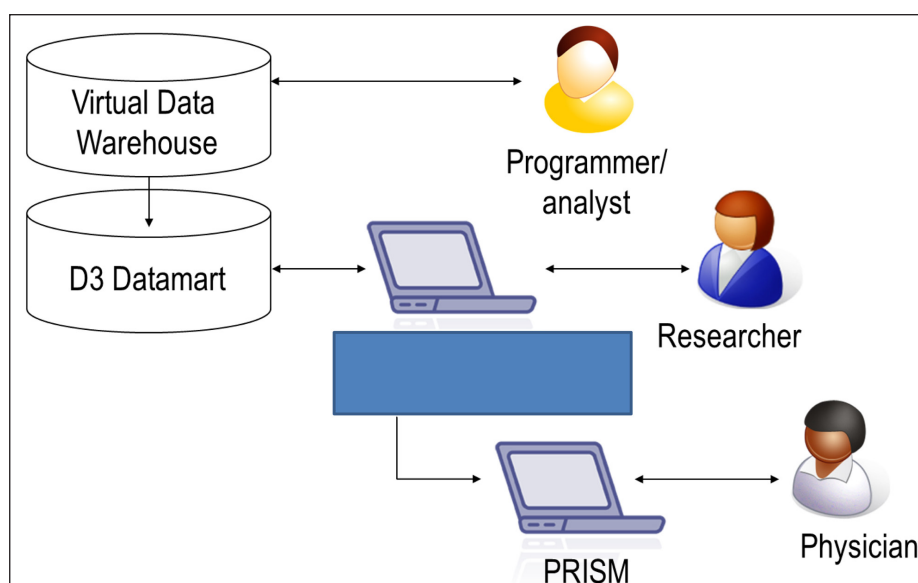 Virtual Data
Warehouse
Programmer/
analyst
D3 Datamart
Researcher
PRISM
Physician